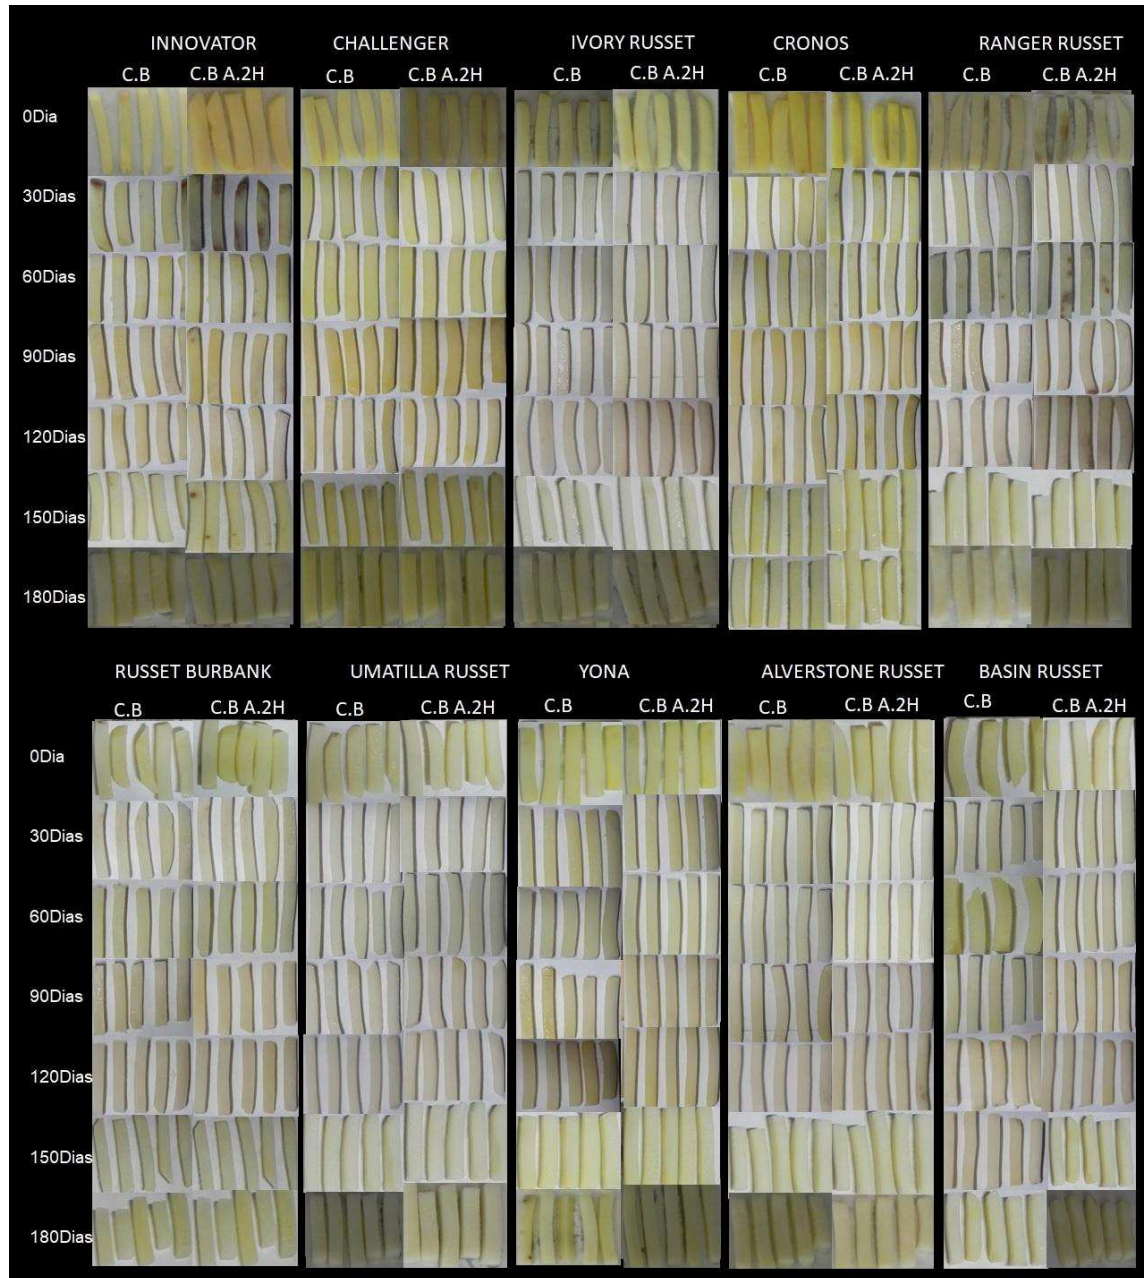 INNOVATOR CHALLENGER IVORY RUSSET CRONOS RANGER RUSSET
C.B C.B A.2H C.B C.B A.2H C.B C.B A.2H C.B C.B A.2H C.B C.B A.2H
0Dia
30Dias
60Dias
90Dias
120Dias
150Dias
180Dias
RUSSET BURBANK UMATILLA RUSSET YONA ALVERSTONE RUSSET BASIN RUSSET
C.B C.B A.2H C.B C.B A.2H C.B C.B A.2H C.B C.B A.2H C.B C.B A.2H
0Dia
30Dias
60Dias
90Dias
120Dias
150Dias
180Dias